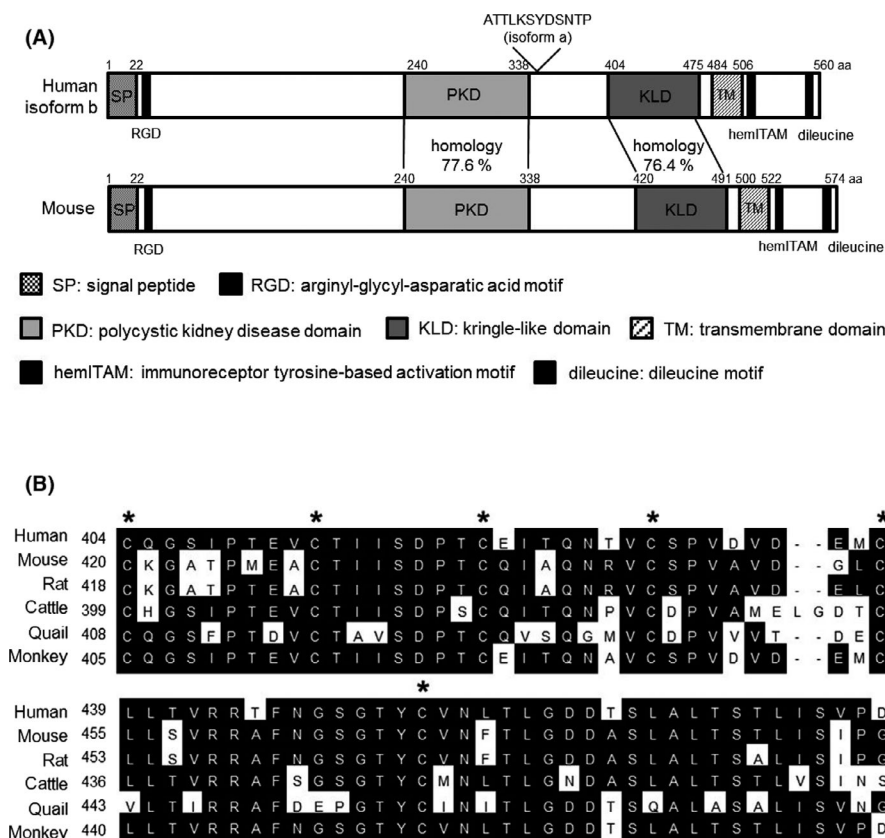 (A)
ATTLKSYDSNTP
(isoform a)
1 22 240 338 404 475 484 506 560 aa
Human
isoform b
SP PKD KLD TM
RGD hemITAM dileucine
homology
77.6 %
homology
76.4 %
1 22 240 338 420 491 500 522 574 aa
Mouse SP PKD KLD TM
RGD hemITAM dileucine
SP: signal peptide RGD: arginyl-glycyl-asparatic acid motif
PKD: polycystic kidney disease domain KLD: kringle-like domain TM: transmembrane domain
hemITAM: immunoreceptor tyrosine-based activation motif dileucine: dileucine motif
(B)
* * * * *
Human 404 C Q G S I P T E V C T I I S D P T C E I T Q N T V C S P V D V D - - E M C
Mouse 420 C K G A T P M E A C T I I S D P T C Q I A Q N R V C S P V A V D - - G L C
Rat 418 C K G A T P T E A C T I I S D P T C Q I A Q N R V C S P V A V D - - E L C
Cattle 399 C H G S I P T E V C T I I S D P S C Q I T Q N P V C D P V A M E L G D T C
Quail 408 C Q G S F P T D V C T A V S D P T C Q V S Q G M V C D P V V V T - - D E C
Monkey 405 C Q G S I P T E V C T I I S D P T C E I T Q N A V C S P V D V D - - E M C
*
Human 439 L L T V R R T F N G S G T Y C V N L T L G D D T S L A L T S T L I S V P D
Mouse 455 L L S V R R A F N G S G T Y C V N F T L G D D A S L A L T S T L I S I P G
Rat 453 L L S V R R A F N G S G T Y C V N F T L G D D A S L A L T S A L I S I P G
Cattle 436 L L T V R R A F S G S G T Y C M N L T L G N D A S L A L T S T L V S I N S
Quail 443 V L T I R R A F D E P G T Y C I N I T L G D D T S Q A L A S A L I S V N G
Monkey 440 L L T V R R A F N G S G T Y C V N L T L G D D T S L A L T S T L I S V P D